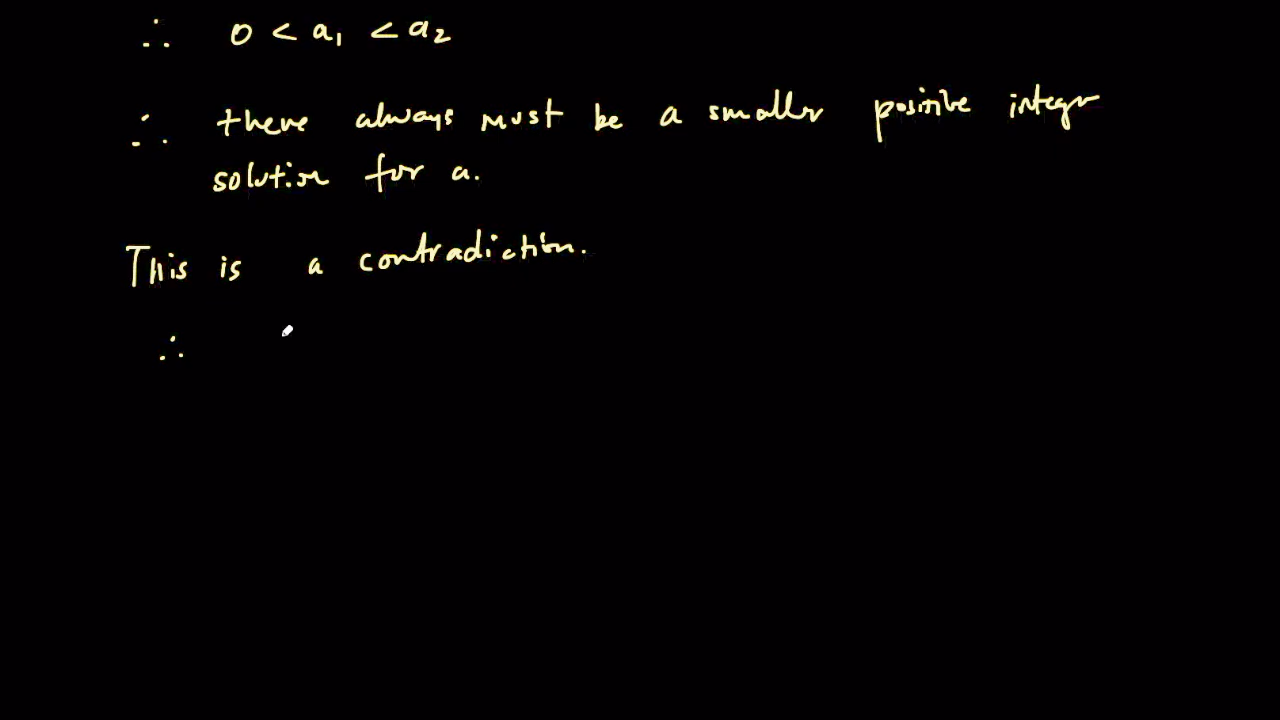 ∴ 0 < a₁ < a₂
∴ there always must be a smaller positive integer
solution for a.
This is a contradiction.
∴